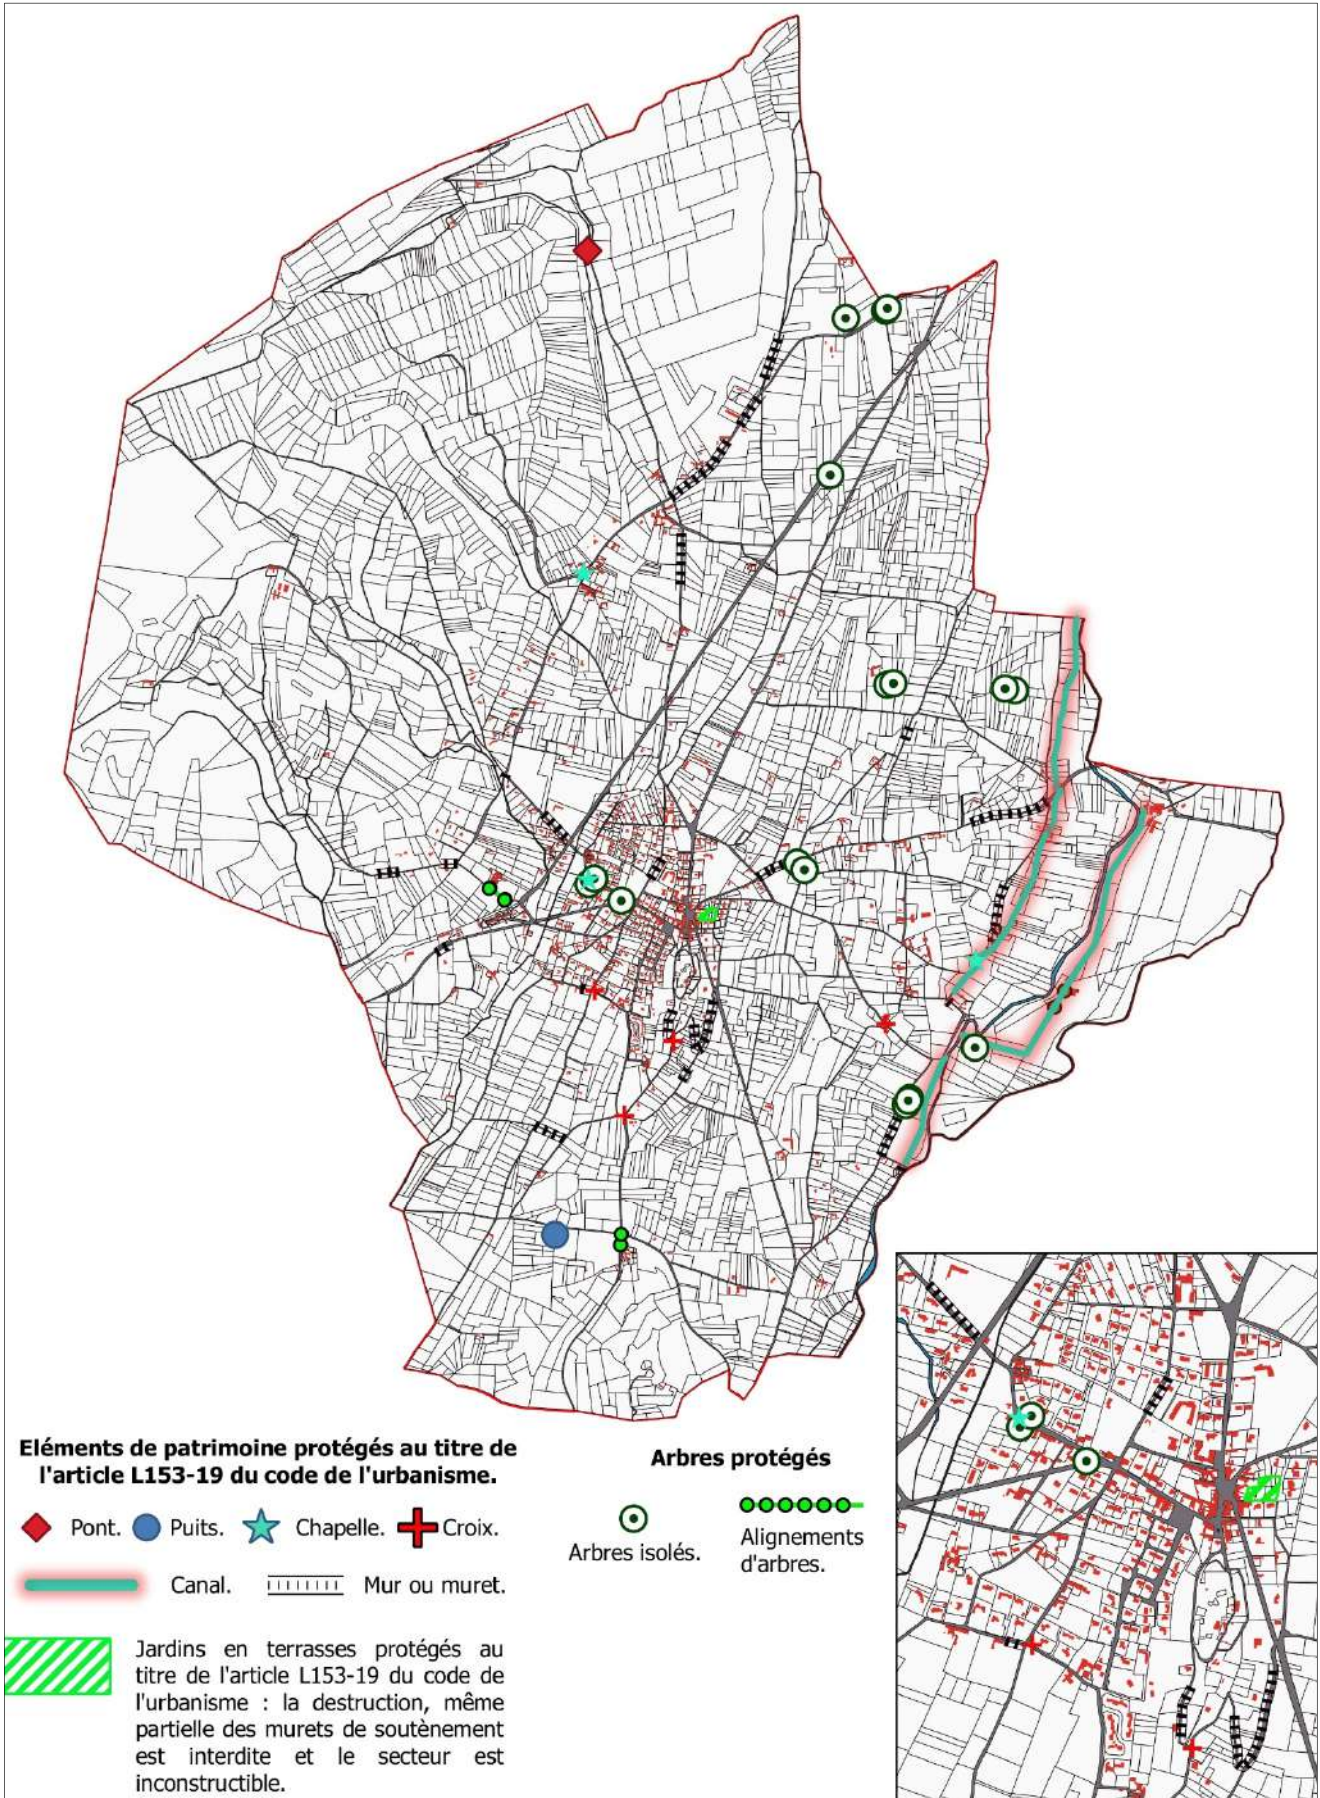 Eléments de patrimoine protégés au titre de
l'article L153-19 du code de l'urbanisme.
Pont.
Puits.
Chapelle.
Croix.
Canal.
Mur ou muret.
Jardins en terrasses protégés au
titre de l'article L153-19 du code de
l'urbanisme : la destruction, même
partielle des murets de soutènement
est interdite et le secteur est
inconstructible.
Arbres protégés
Arbres isolés.
Alignements
d'arbres.